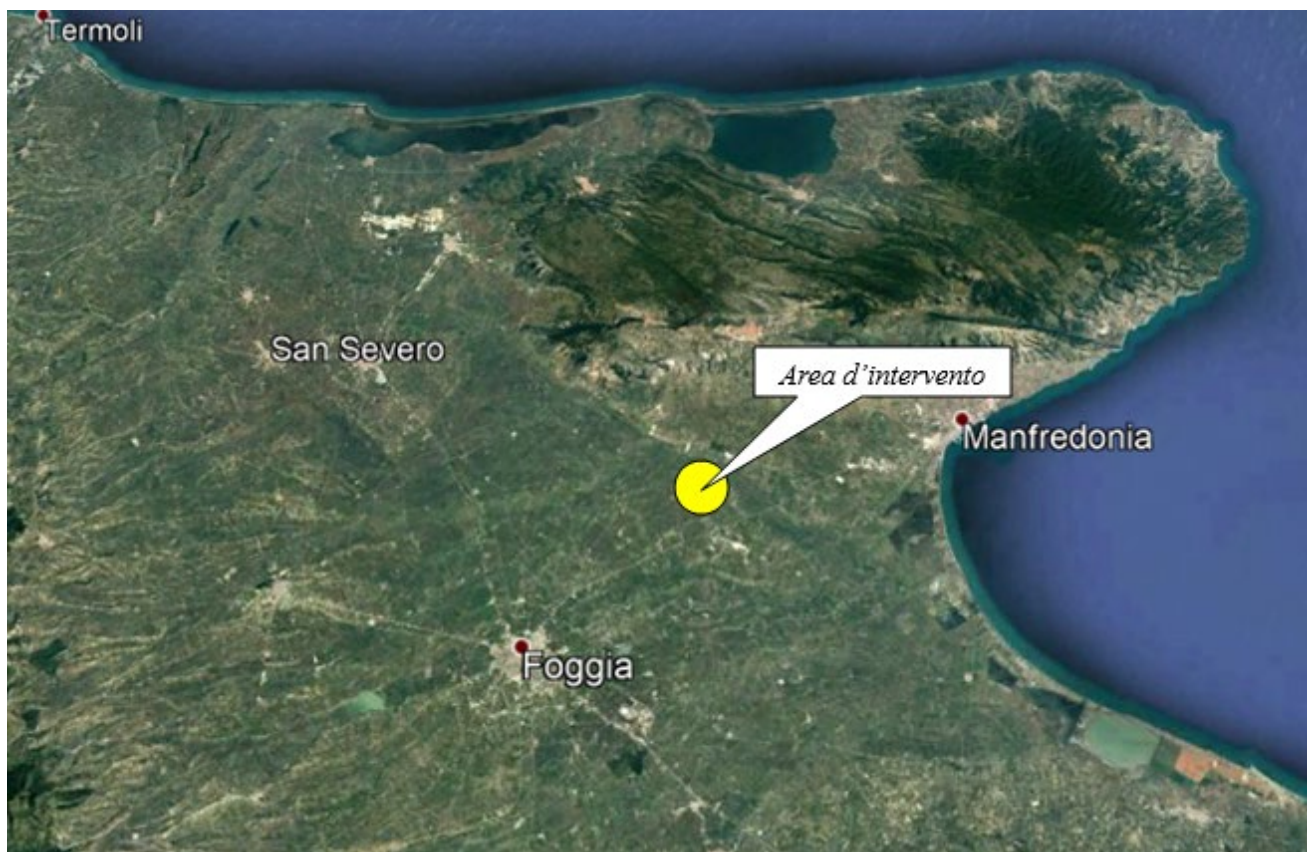 Termoli
San Severo
Area d'intervento
Manfredonia
Foggia